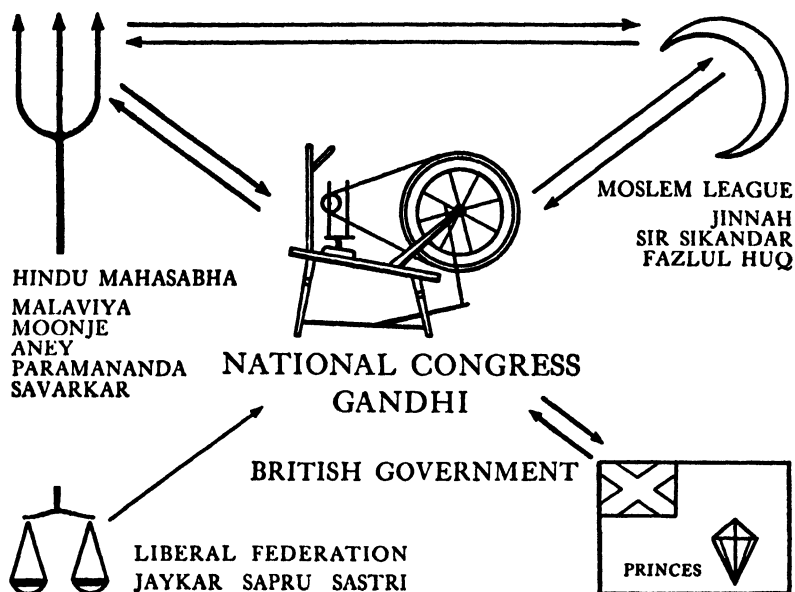 MOSLEM LEAGUE
JINNAH
SIR SIKANDAR
FAZLUL HUQ
HINDU MAHASABHA
MALAVIYA
MOONJE
ANEY
PARAMANANDA
SAVARKAR
NATIONAL CONGRESS
GANDHI
BRITISH GOVERNMENT
PRINCES
LIBERAL FEDERATION
JAYKAR SAPRU SASTRI